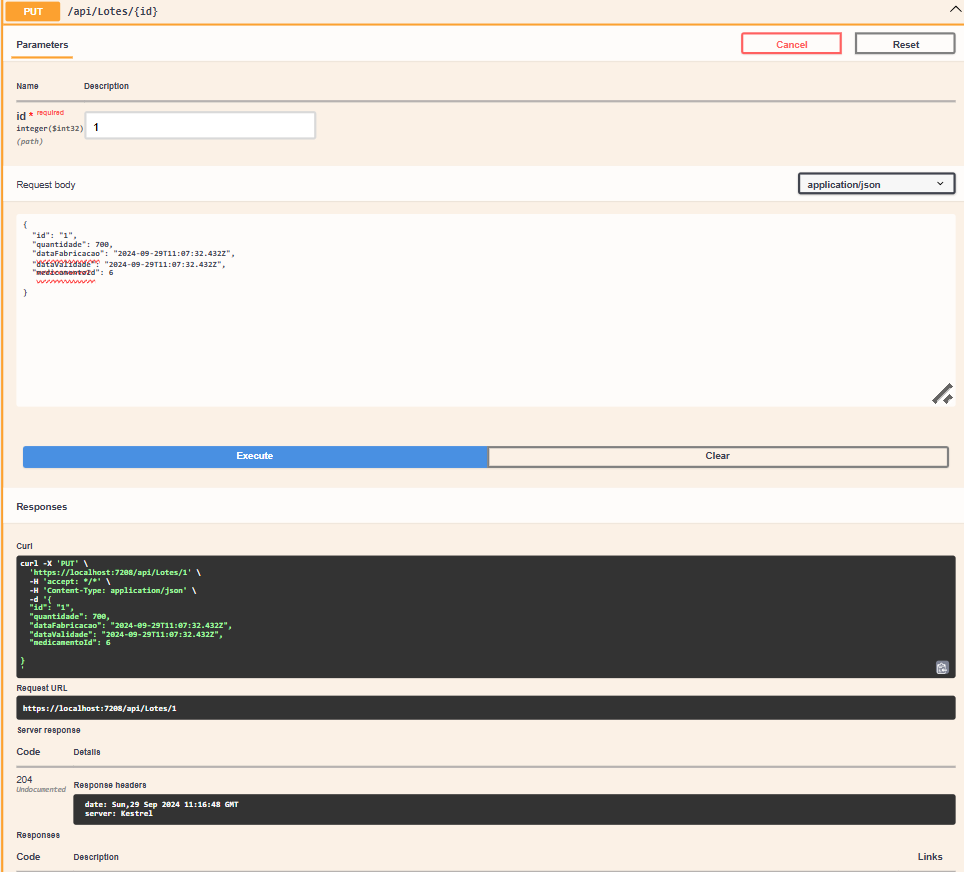 PUT /api/Lotes/{id}
Parameters Cancel Reset
Name Description
id * required
integer($int32) 1
(path)
Request body application/json
{
"id": "1",
"quantidade": 700,
"dataFabricacao": "2024-09-29T11:07:32.432Z",
"dataValidade": "2024-09-29T11:07:32.432Z",
"medicamentoId": 6
}
Execute Clear
Responses
Curl
curl -X 'PUT' \
'https://localhost:7208/api/Lotes/1' \
-H 'accept: */*' \
-H 'Content-Type: application/json' \
-d '{
"id": "1",
"quantidade": 700,
"dataFabricacao": "2024-09-29T11:07:32.432Z",
"dataValidade": "2024-09-29T11:07:32.432Z",
"medicamentoId": 6
}
'
Request URL
https://localhost:7208/api/Lotes/1
Server response
Code Details
204
Undocumented Response headers
date: Sun,29 Sep 2024 11:16:48 GMT
server: Kestrel
Responses
Code Description Links